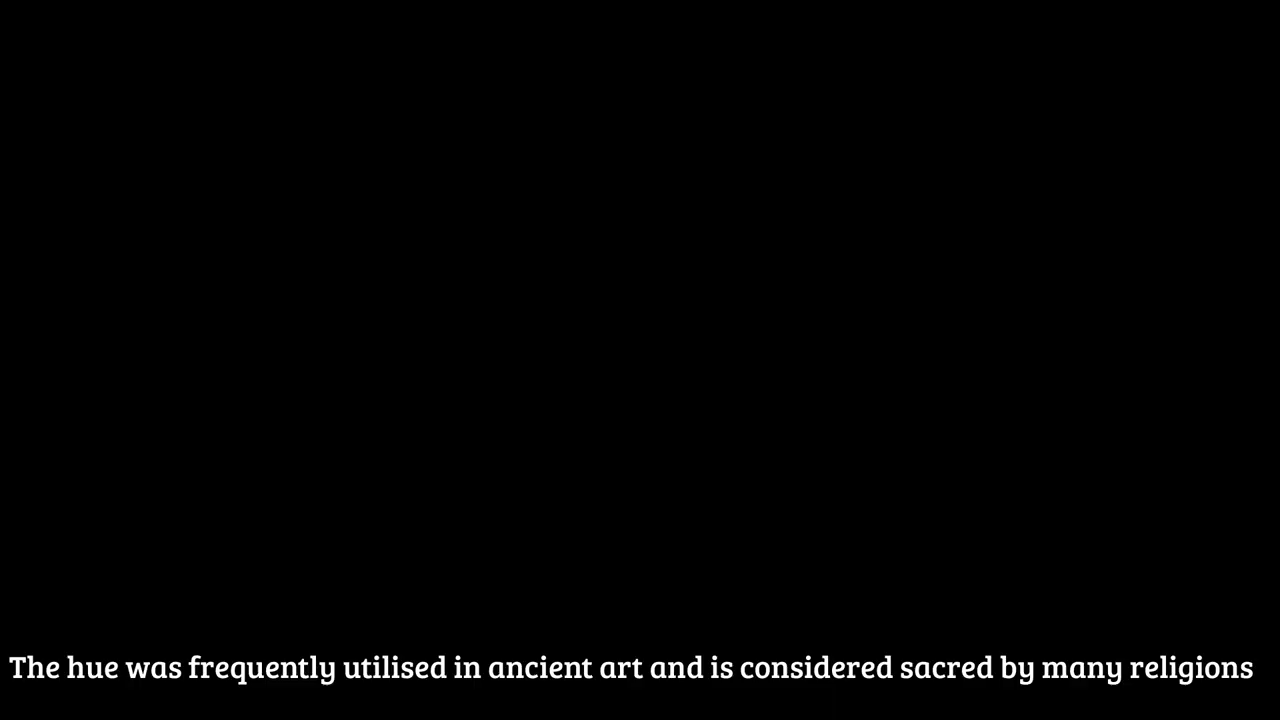 The hue was frequently utilised in ancient art and is considered sacred by many religions